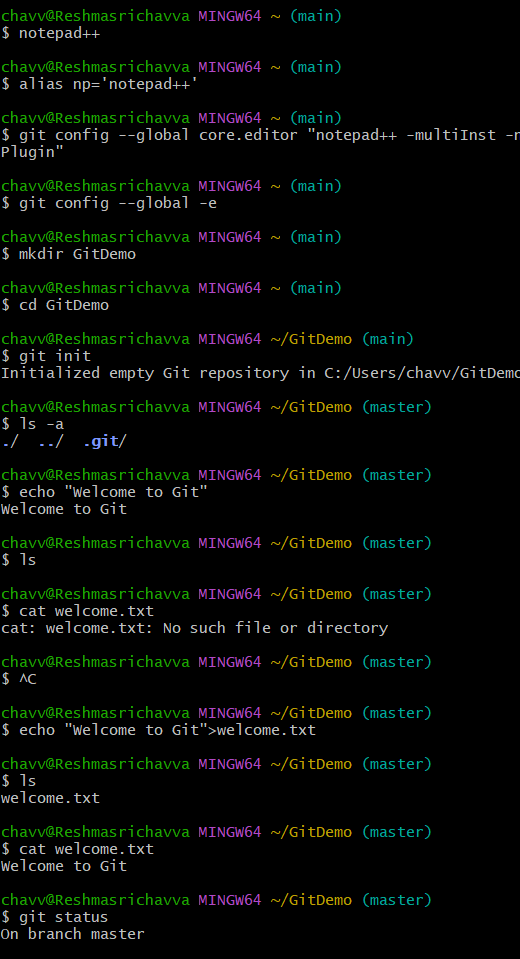 chavv@Reshmasrichavva MINGW64 ~ (main)
$ notepad++
chavv@Reshmasrichavva MINGW64 ~ (main)
$ alias np='notepad++'
chavv@Reshmasrichavva MINGW64 ~ (main)
$ git config --global core.editor "notepad++ -multiInst -n
Plugin"
chavv@Reshmasrichavva MINGW64 ~ (main)
$ git config --global -e
chavv@Reshmasrichavva MINGW64 ~ (main)
$ mkdir GitDemo
chavv@Reshmasrichavva MINGW64 ~ (main)
$ cd GitDemo
chavv@Reshmasrichavva MINGW64 ~/GitDemo (main)
$ git init
Initialized empty Git repository in C:/Users/chavv/GitDemo
chavv@Reshmasrichavva MINGW64 ~/GitDemo (master)
$ ls -a
./  ../  .git/
chavv@Reshmasrichavva MINGW64 ~/GitDemo (master)
$ echo "Welcome to Git"
Welcome to Git
chavv@Reshmasrichavva MINGW64 ~/GitDemo (master)
$ ls
chavv@Reshmasrichavva MINGW64 ~/GitDemo (master)
$ cat welcome.txt
cat: welcome.txt: No such file or directory
chavv@Reshmasrichavva MINGW64 ~/GitDemo (master)
$ ^C
chavv@Reshmasrichavva MINGW64 ~/GitDemo (master)
$ echo "Welcome to Git">welcome.txt
chavv@Reshmasrichavva MINGW64 ~/GitDemo (master)
$ ls
welcome.txt
chavv@Reshmasrichavva MINGW64 ~/GitDemo (master)
$ cat welcome.txt
Welcome to Git
chavv@Reshmasrichavva MINGW64 ~/GitDemo (master)
$ git status
On branch master